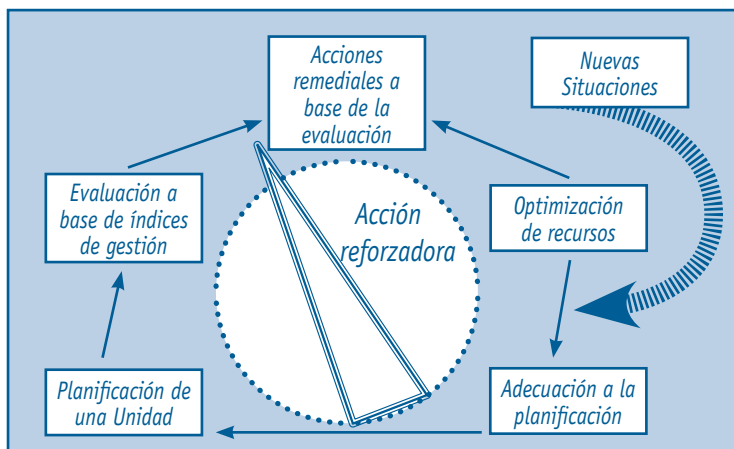 Acciones
remediales a
base de la
evaluación
Nuevas
Situaciones
Evaluación a
base de índices
de gestión
Acción
reforzadora
Optimización
de recursos
Planificación de
una Unidad
Adecuación a la
planificación